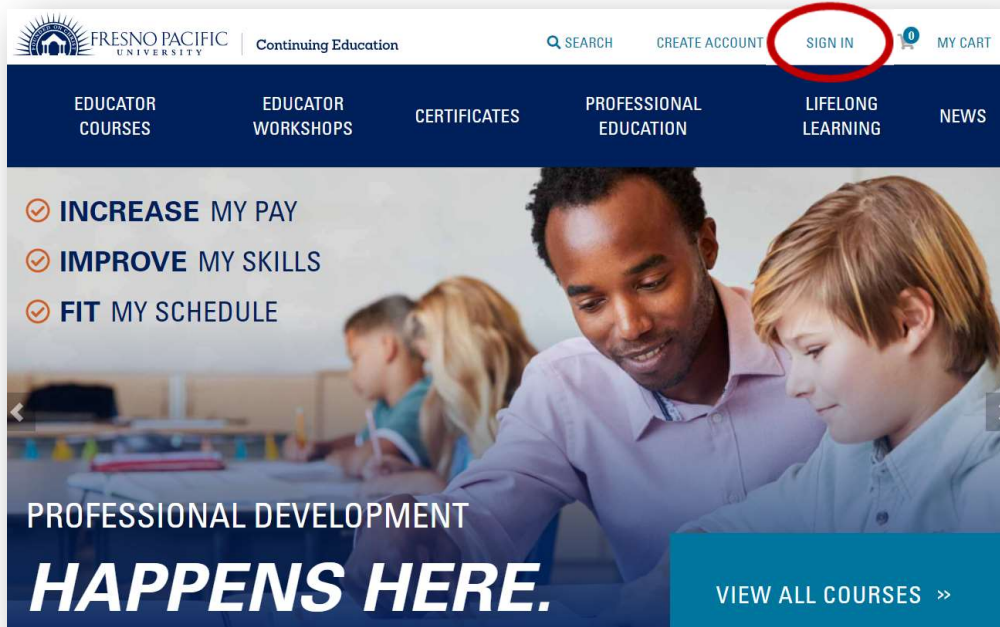 FRESNO PACIFIC
UNIVERSITY
Continuing Education
SEARCH
CREATE ACCOUNT
SIGN IN
0
MY CART
EDUCATOR
COURSES
EDUCATOR
WORKSHOPS
CERTIFICATES
PROFESSIONAL
EDUCATION
LIFELONG
LEARNING
NEWS
INCREASE MY PAY
IMPROVE MY SKILLS
FIT MY SCHEDULE
PROFESSIONAL DEVELOPMENT
HAPPENS HERE.
VIEW ALL COURSES »